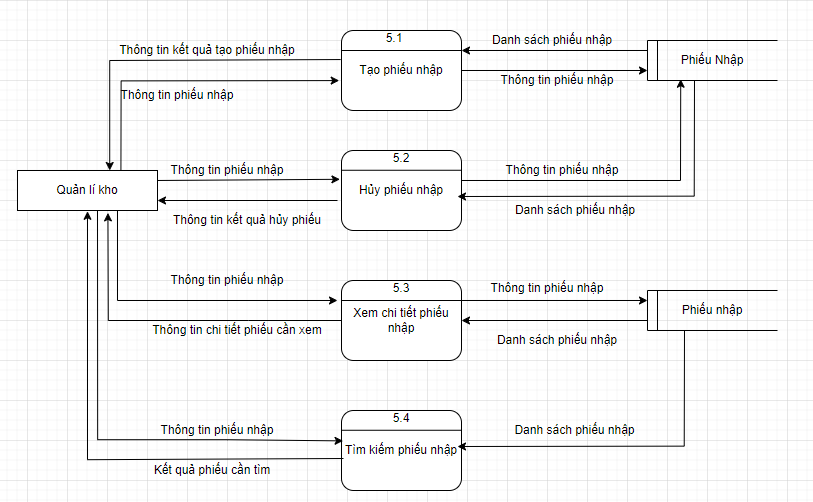 5.1
Danh sách phiếu nhập
Thông tin kết quả tạo phiếu nhập
Tạo phiếu nhập
Phiếu Nhập
Thông tin phiếu nhập
Thông tin phiếu nhập
5.2
Thông tin phiếu nhập
Thông tin phiếu nhập
Quản lí kho
Hủy phiếu nhập
Thông tin kết quả hủy phiếu
Danh sách phiếu nhập
5.3
Thông tin phiếu nhập
Thông tin phiếu nhập
Xem chi tiết phiếu
nhập
Phiếu nhập
Thông tin chi tiết phiếu cần xem
Danh sách phiếu nhập
5.4
Thông tin phiếu nhập
Danh sách phiếu nhập
Tìm kiếm phiếu nhập
Kết quả phiếu cần tìm